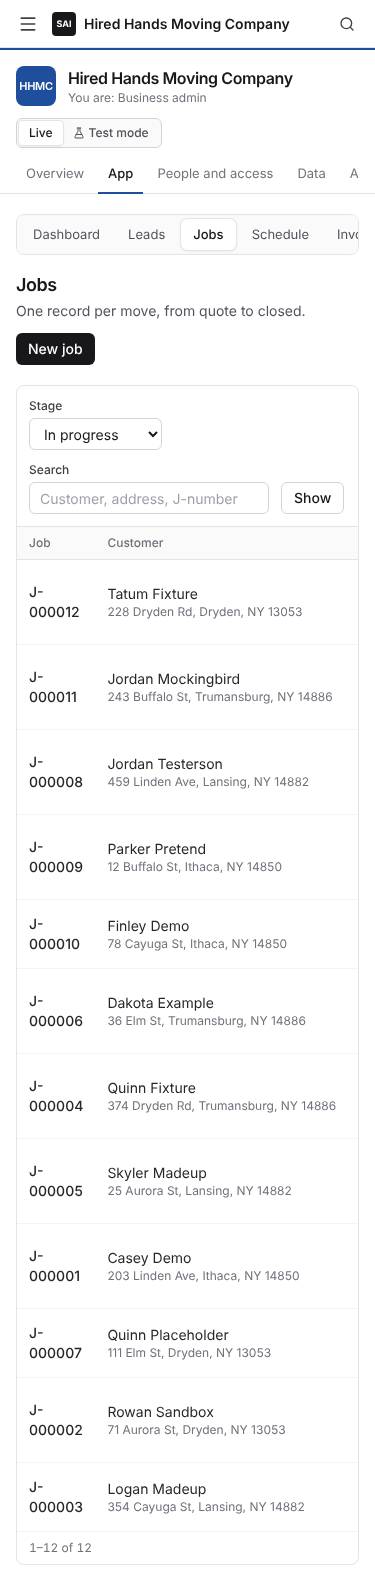 SAI Hired Hands Moving Company
HHMC
Hired Hands Moving Company
You are: Business admin
Live Test mode
Overview App People and access Data A
Dashboard Leads Jobs Schedule Invo
Jobs
One record per move, from quote to closed.
New job
Stage
In progress
Search
Customer, address, J-number Show
Job Customer
J-
000012
Tatum Fixture
228 Dryden Rd, Dryden, NY 13053
J-
000011
Jordan Mockingbird
243 Buffalo St, Trumansburg, NY 14886
J-
000008
Jordan Testerson
459 Linden Ave, Lansing, NY 14882
J-
000009
Parker Pretend
12 Buffalo St, Ithaca, NY 14850
J-
000010
Finley Demo
78 Cayuga St, Ithaca, NY 14850
J-
000006
Dakota Example
36 Elm St, Trumansburg, NY 14886
J-
000004
Quinn Fixture
374 Dryden Rd, Trumansburg, NY 14886
J-
000005
Skyler Madeup
25 Aurora St, Lansing, NY 14882
J-
000001
Casey Demo
203 Linden Ave, Ithaca, NY 14850
J-
000007
Quinn Placeholder
111 Elm St, Dryden, NY 13053
J-
000002
Rowan Sandbox
71 Aurora St, Dryden, NY 13053
J-
000003
Logan Madeup
354 Cayuga St, Lansing, NY 14882
1–12 of 12